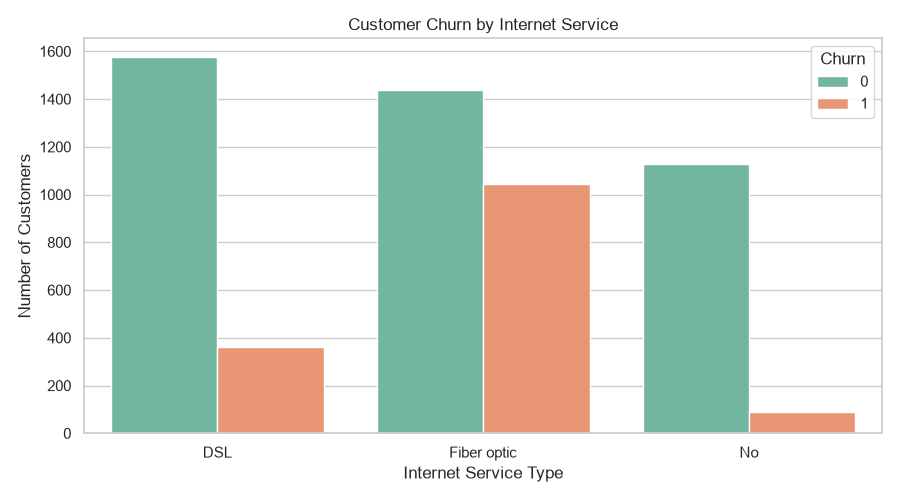 Customer Churn by Internet Service
Churn
0
1
Number of Customers
1600
1400
1200
1000
800
600
400
200
0
DSL
Fiber optic
No
Internet Service Type